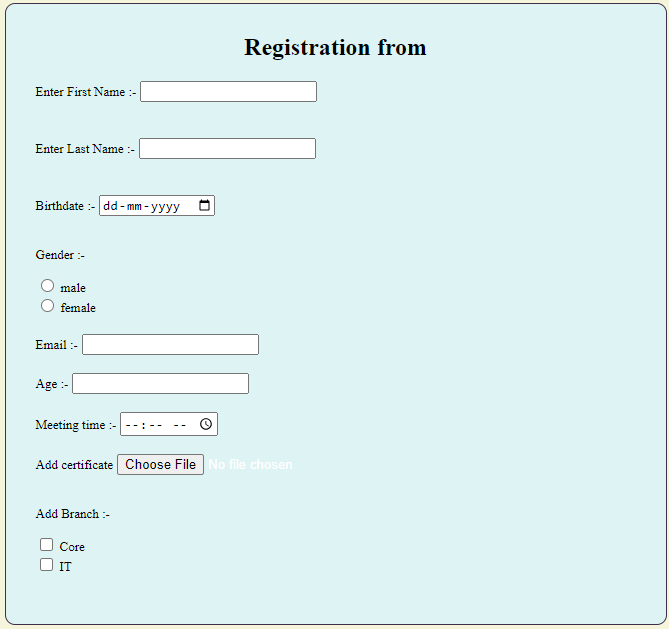 Registration from
Enter First Name :-
Enter Last Name :-
Birthdate :- dd-mm-yyyy
Gender :-
male
female
Email :-
Age :-
Meeting time :- --:-- --
Add certificate Choose File No file chosen
Add Branch :-
Core
IT